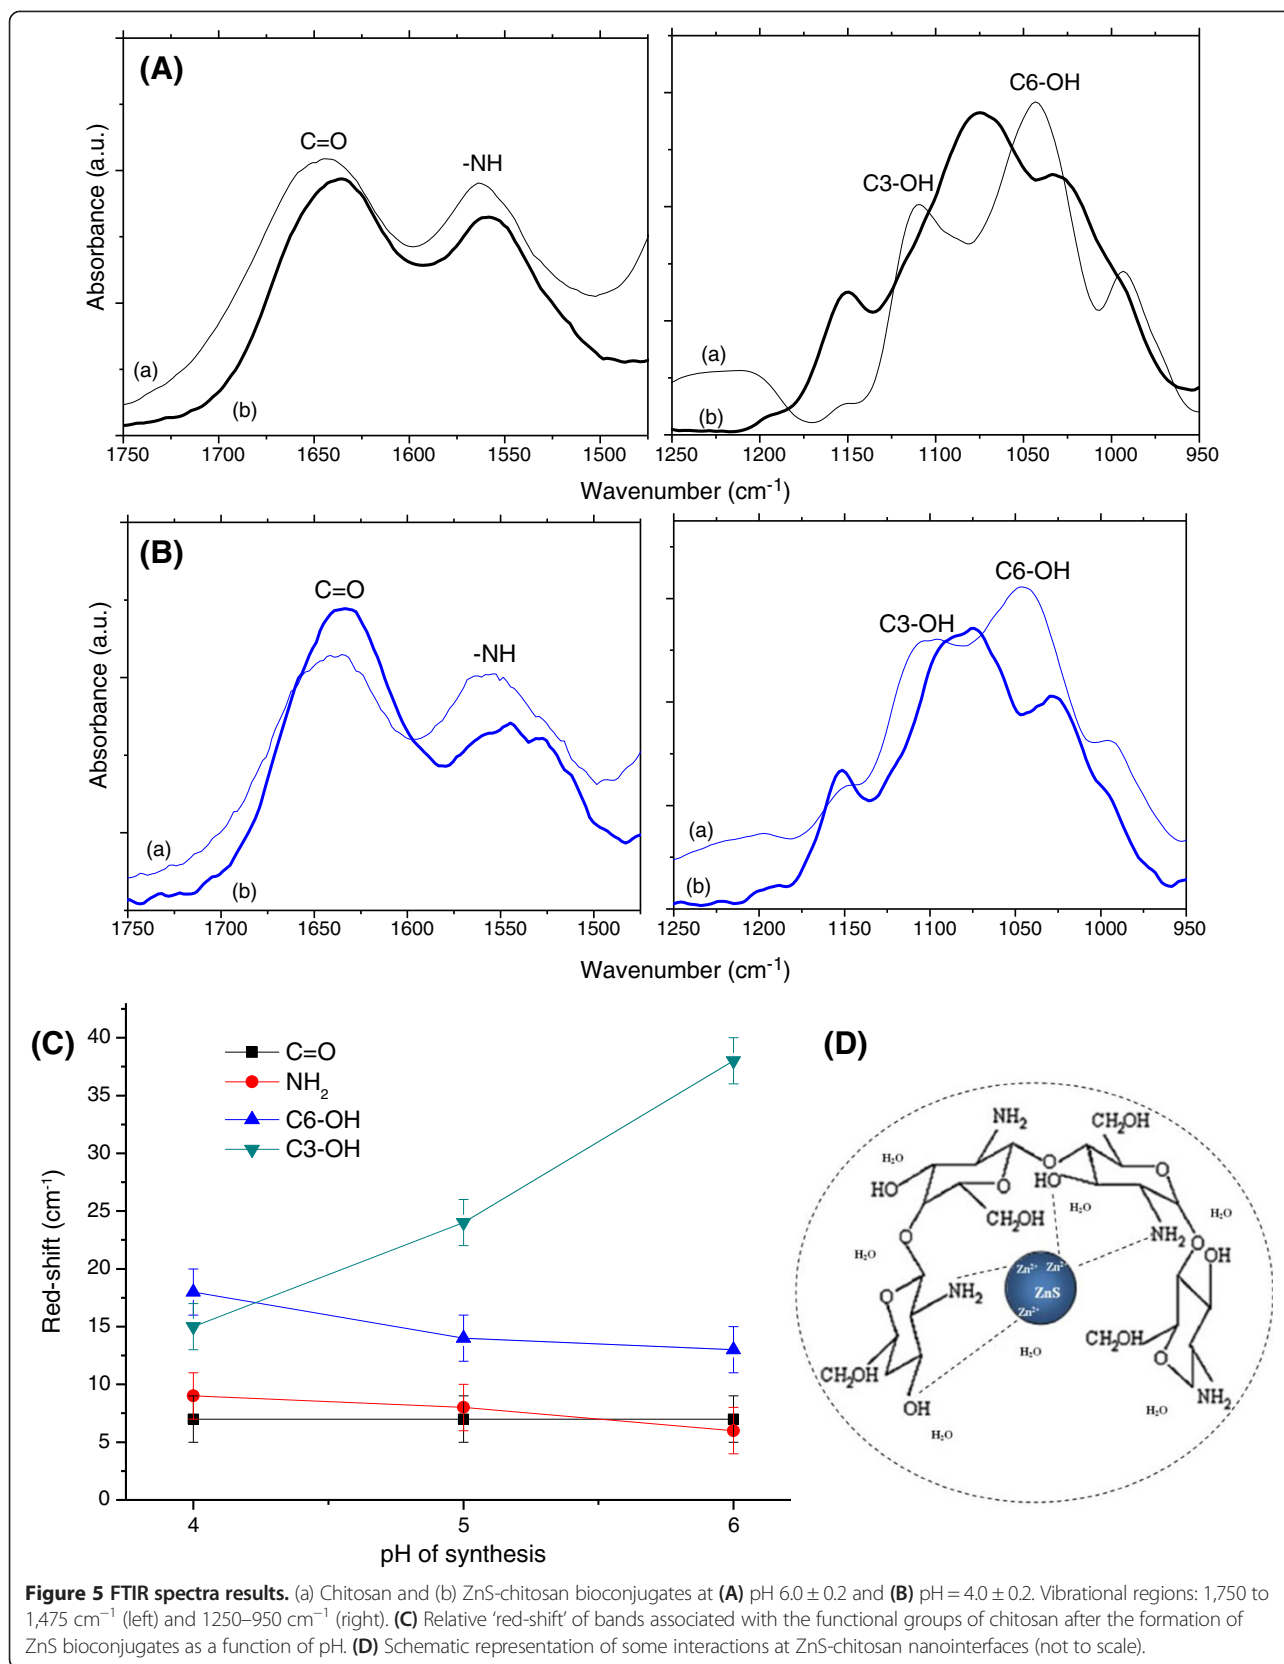 (A)
C=O
-NH
(a)
(b)
Absorbance (a.u.)
1750 1700 1650 1600 1550 1500
C6-OH
C3-OH
(a)
(b)
1250 1200 1150 1100 1050 1000 950
Wavenumber (cm⁻¹)
(B)
C=O
-NH
(a)
(b)
Absorbance (a.u.)
1750 1700 1650 1600 1550 1500
C6-OH
C3-OH
(a)
(b)
1250 1200 1150 1100 1050 1000 950
Wavenumber (cm⁻¹)
(C)
C=O
NH₂
C6-OH
C3-OH
Red-shift (cm⁻¹)
40
35
30
25
20
15
10
5
0
4 5 6
pH of synthesis
(D)
NH₂
CH₂OH
H₂O
HO
O
O
HO
O
H₂O
H₂O
CH₂OH
O
NH₂
O
OH
H₂O
Zn²⁺ Zn²⁺
ZnS
Zn²⁺
O
NH₂
H₂O
CH₂OH
O
CH₂OH
NH₂
OH
H₂O
H₂O
Figure 5 FTIR spectra results. (a) Chitosan and (b) ZnS-chitosan bioconjugates at (A) pH 6.0 ± 0.2 and (B) pH = 4.0 ± 0.2. Vibrational regions: 1,750 to
1,475 cm⁻¹ (left) and 1250–950 cm⁻¹ (right). (C) Relative ‘red-shift’ of bands associated with the functional groups of chitosan after the formation of
ZnS bioconjugates as a function of pH. (D) Schematic representation of some interactions at ZnS-chitosan nanointerfaces (not to scale).